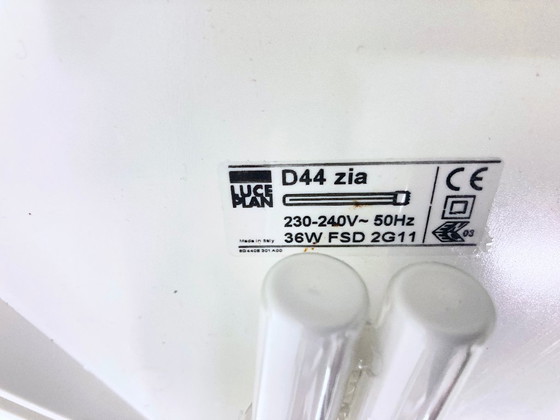 LUCE
PLAN
D44 zia
230-240V~ 50Hz
36W FSD 2G11
Made in Italy
CE
03